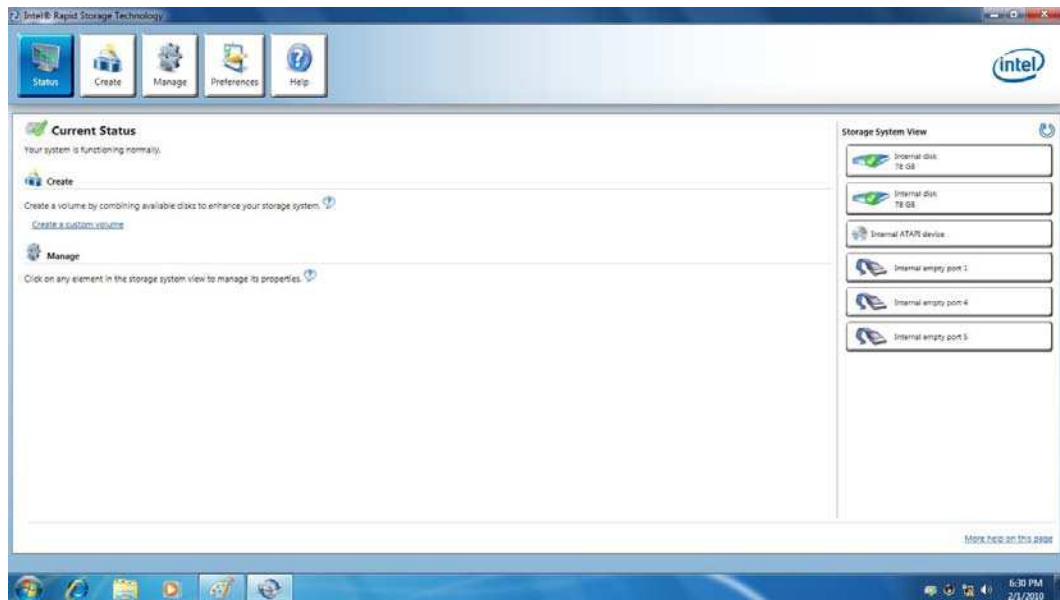 Intel® Rapid Storage Technology
Status
Create
Manage
Preferences
Help
intel
Current Status
Your system is functioning normally.
Create
Create a volume by combining available disks to enhance your storage system.
Create a custom volume
Manage
Click on any element in the storage system view to manage its properties.
Storage System View
Internal disk
78 GB
Internal disk
78 GB
Internal ATAPI device
Internal empty port 1
Internal empty port 4
Internal empty port 5
More help on this page
6:30 PM
2/1/2010